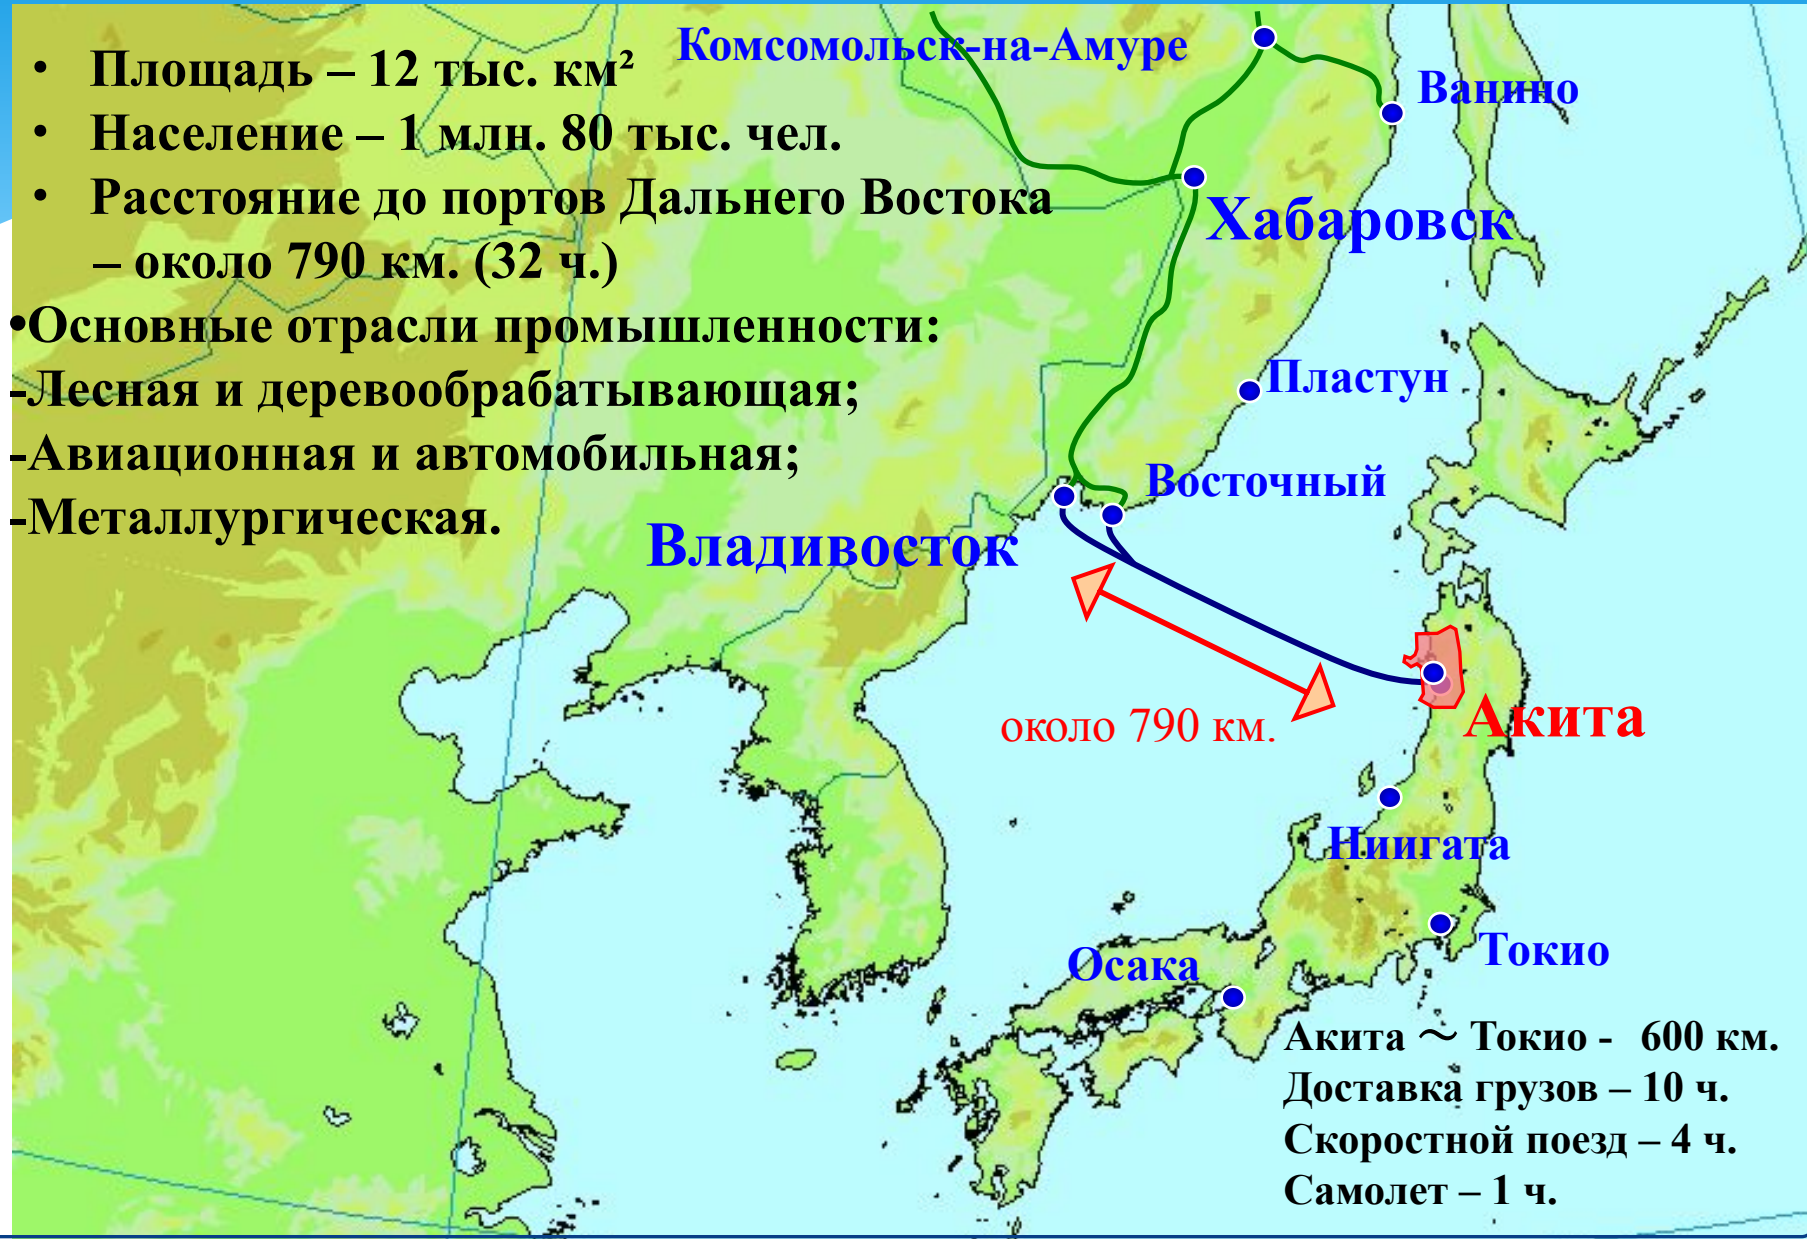 • Площадь – 12 тыс. км²
• Население – 1 млн. 80 тыс. чел.
• Расстояние до портов Дальнего Востока
– около 790 км. (32 ч.)
•Основные отрасли промышленности:
-Лесная и деревообрабатывающая;
-Авиационная и автомобильная;
-Металлургическая.
Комсомольск-на-Амуре
Ванино
Хабаровск
Пластун
Восточный
Владивосток
около 790 км.
Акита
Ниигата
Токио
Осака
Акита ～ Токио - 600 км.
Доставка грузов – 10 ч.
Скоростной поезд – 4 ч.
Самолет – 1 ч.